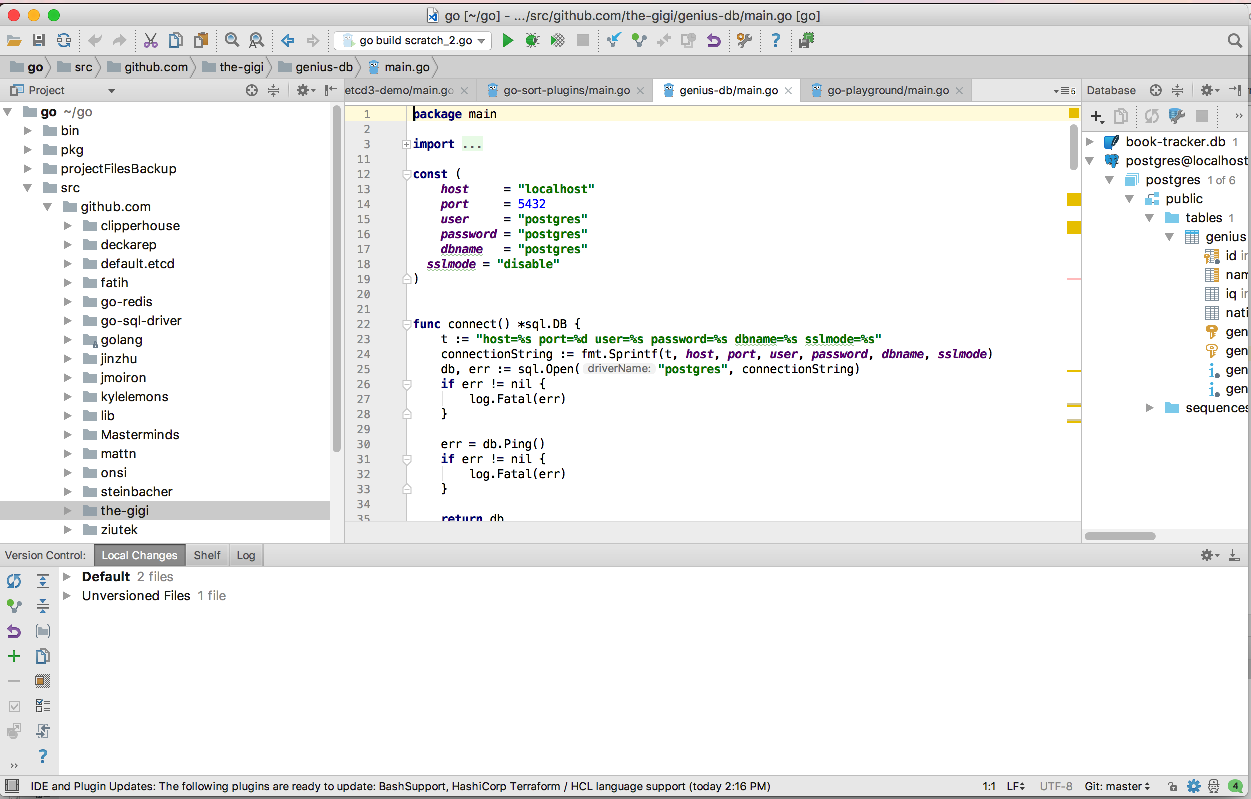 go [~/go] - .../src/github.com/the-gigi/genius-db/main.go [go]
go build scratch_2.go
go src github.com the-gigi genius-db main.go
Project
etcd3-demo/main.go go-sort-plugins/main.go genius-db/main.go go-playground/main.go
6
Database
go ~/go
bin
pkg
projectFilesBackup
src
github.com
clipperhouse
deckarep
default.etcd
fatih
go-redis
go-sql-driver
golang
jinzhu
jmoiron
kylelemons
lib
Masterminds
mattn
onsi
steinbacher
the-gigi
ziutek
1 package main
2
3 import ...
11
12 const (
13 host = "localhost"
14 port = 5432
15 user = "postgres"
16 password = "postgres"
17 dbname = "postgres"
18 sslmode = "disable"
19 )
20
21
22 func connect() *sql.DB {
23 t := "host=%s port=%d user=%s password=%s dbname=%s sslmode=%s"
24 connectionString := fmt.Sprintf(t, host, port, user, password, dbname, sslmode)
25 db, err := sql.Open( driverName: "postgres", connectionString)
26 if err != nil {
27 log.Fatal(err)
28 }
29
30 err = db.Ping()
31 if err != nil {
32 log.Fatal(err)
33 }
34
35 return db
book-tracker.db 1
postgres@localhost
postgres 1 of 6
public
tables 1
genius
id in
nam
iq in
nati
gen
gen
gen
gen
sequences
Version Control: Local Changes Shelf Log
Default 2 files
Unversioned Files 1 file
IDE and Plugin Updates: The following plugins are ready to update: BashSupport, HashiCorp Terraform / HCL language support (today 2:16 PM)
1:1 LF UTF-8 Git: master 4